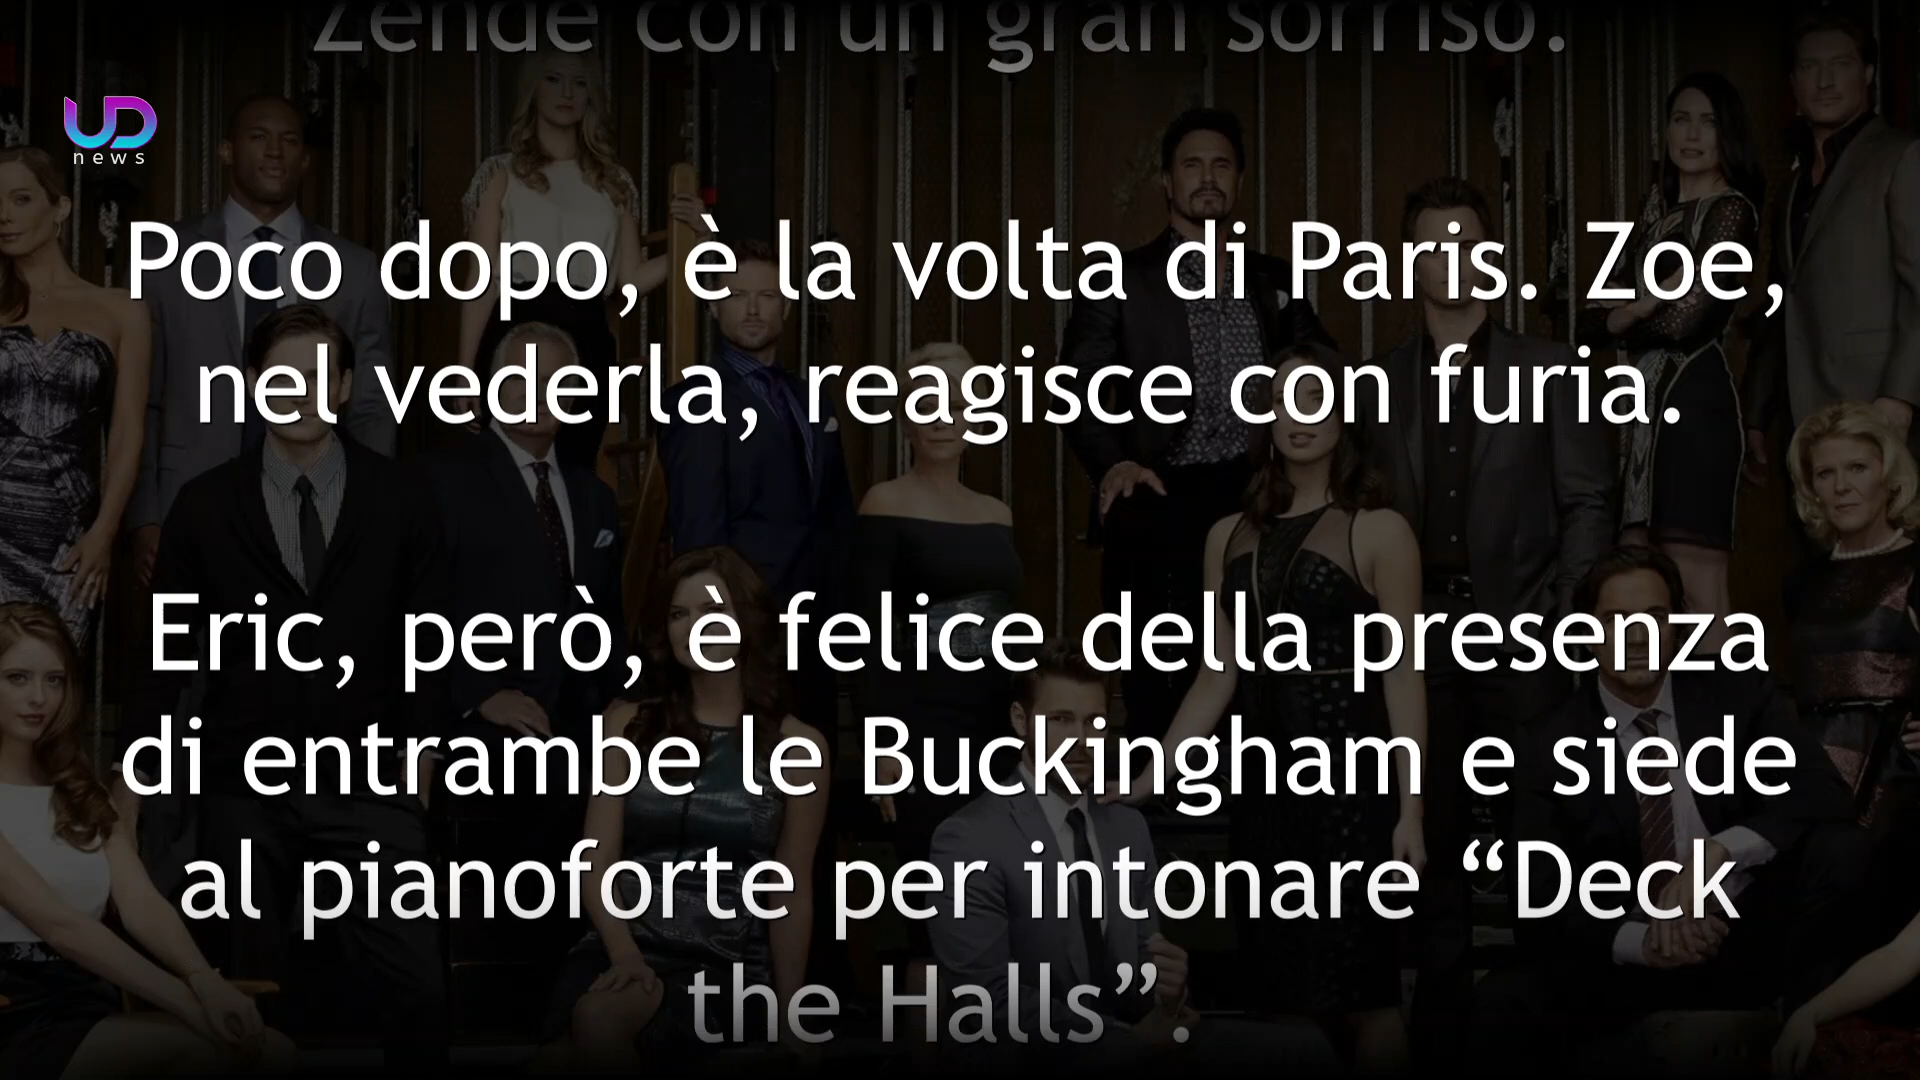 Zende con un gran sorriso.
UD
news
Poco dopo, è la volta di Paris. Zoe,
nel vederla, reagisce con furia.
Eric, però, è felice della presenza
di entrambe le Buckingham e siede
al pianoforte per intonare “Deck
the Halls”.